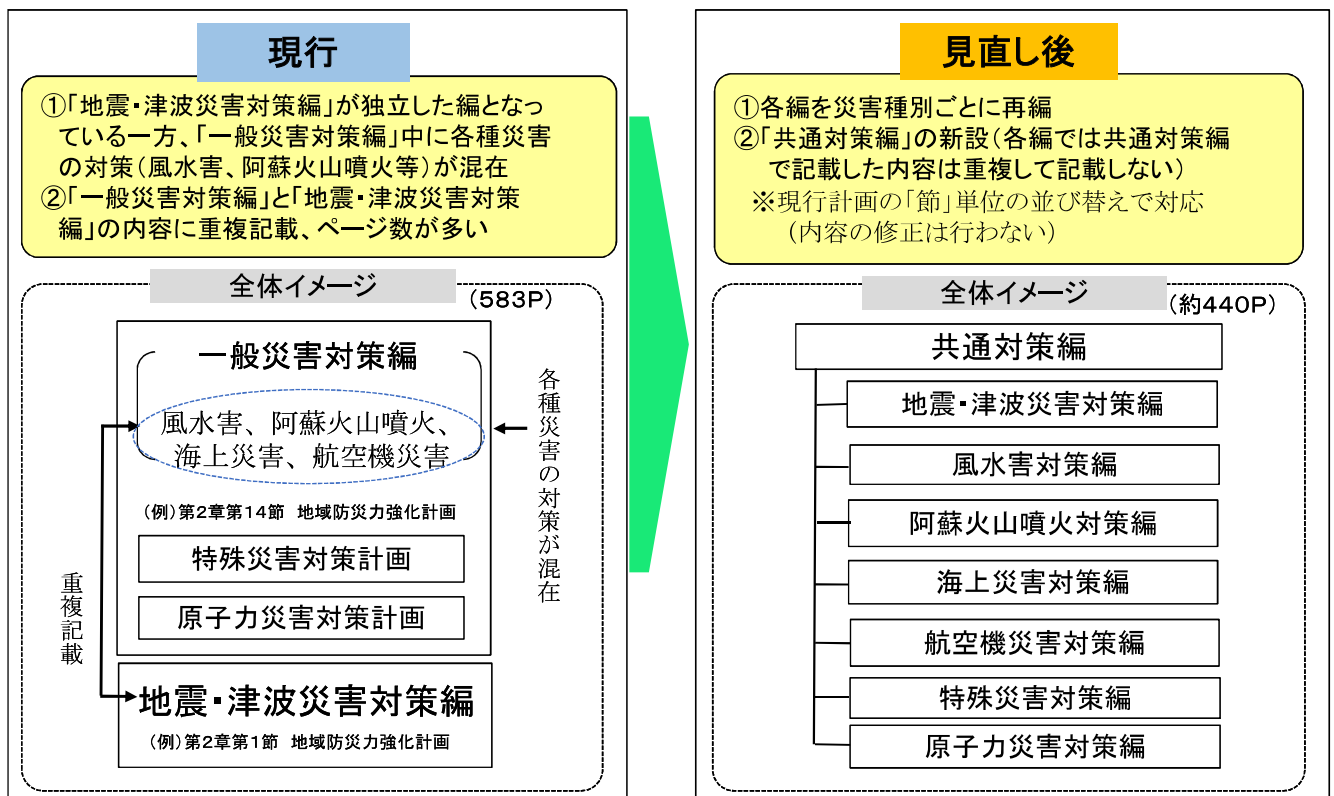 現行
①「地震・津波災害対策編」が独立した編となっ
ている一方、「一般災害対策編」中に各種災害
の対策(風水害、阿蘇火山噴火等)が混在
②「一般災害対策編」と「地震・津波災害対策
編」の内容に重複記載、ページ数が多い
全体イメージ
(583P)
一般災害対策編
風水害、阿蘇火山噴火、
海上災害、航空機災害
(例)第2章第14節 地域防災力強化計画
特殊災害対策計画
原子力災害対策計画
地震・津波災害対策編
(例)第2章第1節 地域防災力強化計画
重複記載
各種災害の対策が混在
見直し後
①各編を災害種別ごとに再編
②「共通対策編」の新設(各編では共通対策編
で記載した内容は重複して記載しない)
※現行計画の「節」単位の並び替えで対応
(内容の修正は行わない)
全体イメージ
(約440P)
共通対策編
地震・津波災害対策編
風水害対策編
阿蘇火山噴火対策編
海上災害対策編
航空機災害対策編
特殊災害対策編
原子力災害対策編